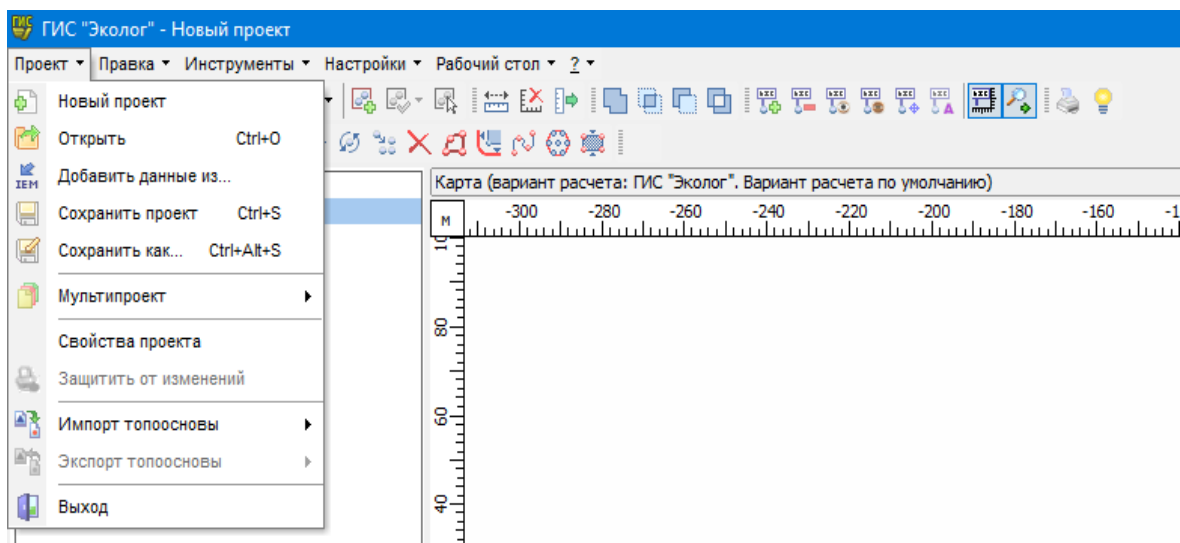 ГИС "Эколог" - Новый проект
Проект Правка Инструменты Настройки Рабочий стол ?
Новый проект
Открыть Ctrl+O
IEM Добавить данные из...
Сохранить проект Ctrl+S
Сохранить как... Ctrl+Alt+S
Мультипроект
Свойства проекта
Защитить от изменений
Импорт топоосновы
Экспорт топоосновы
Выход
Карта (вариант расчета: ГИС "Эколог". Вариант расчета по умолчанию)
м -300 -280 -260 -240 -220 -200 -180 -160
80
60
40